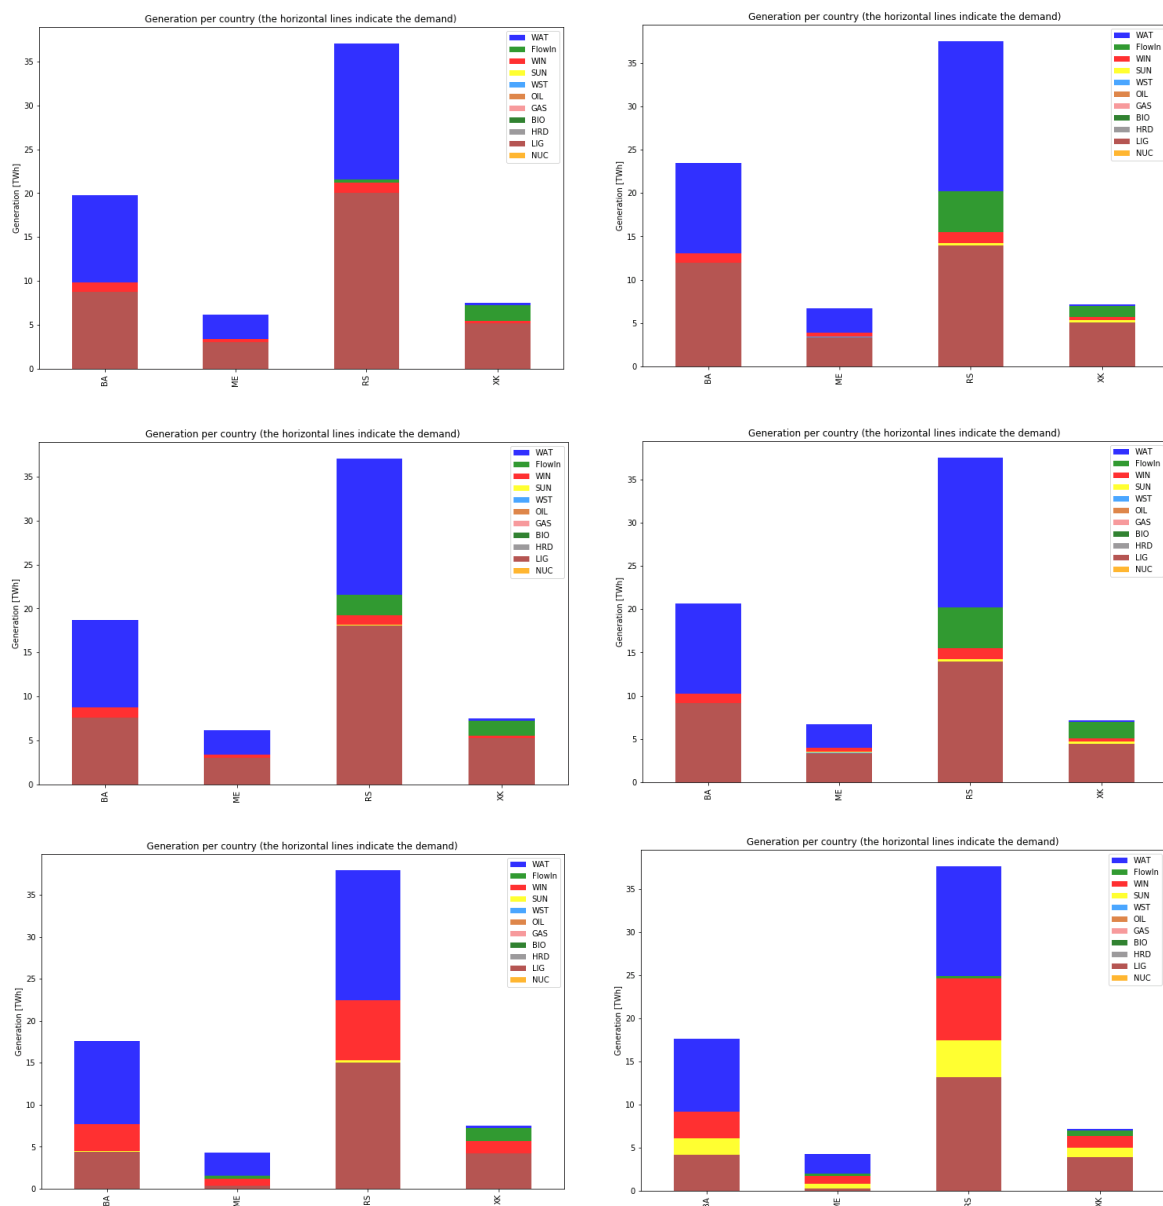 Generation per country (the horizontal lines indicate the demand)
Generation [TWh]
35
30
25
20
15
10
5
0
WAT
FlowIn
WIN
SUN
WST
OIL
GAS
BIO
HRD
LIG
NUC
BA
ME
RS
XK
Generation per country (the horizontal lines indicate the demand)
Generation [TWh]
35
30
25
20
15
10
5
0
WAT
FlowIn
WIN
SUN
WST
OIL
GAS
BIO
HRD
LIG
NUC
BA
ME
RS
XK
Generation per country (the horizontal lines indicate the demand)
Generation [TWh]
35
30
25
20
15
10
5
0
WAT
FlowIn
WIN
SUN
WST
OIL
GAS
BIO
HRD
LIG
NUC
BA
ME
RS
XK
Generation per country (the horizontal lines indicate the demand)
Generation [TWh]
35
30
25
20
15
10
5
0
WAT
FlowIn
WIN
SUN
WST
OIL
GAS
BIO
HRD
LIG
NUC
BA
ME
RS
XK
Generation per country (the horizontal lines indicate the demand)
Generation [TWh]
35
30
25
20
15
10
5
0
WAT
FlowIn
WIN
SUN
WST
OIL
GAS
BIO
HRD
LIG
NUC
BA
ME
RS
XK
Generation per country (the horizontal lines indicate the demand)
Generation [TWh]
35
30
25
20
15
10
5
0
WAT
FlowIn
WIN
SUN
WST
OIL
GAS
BIO
HRD
LIG
NUC
BA
ME
RS
XK